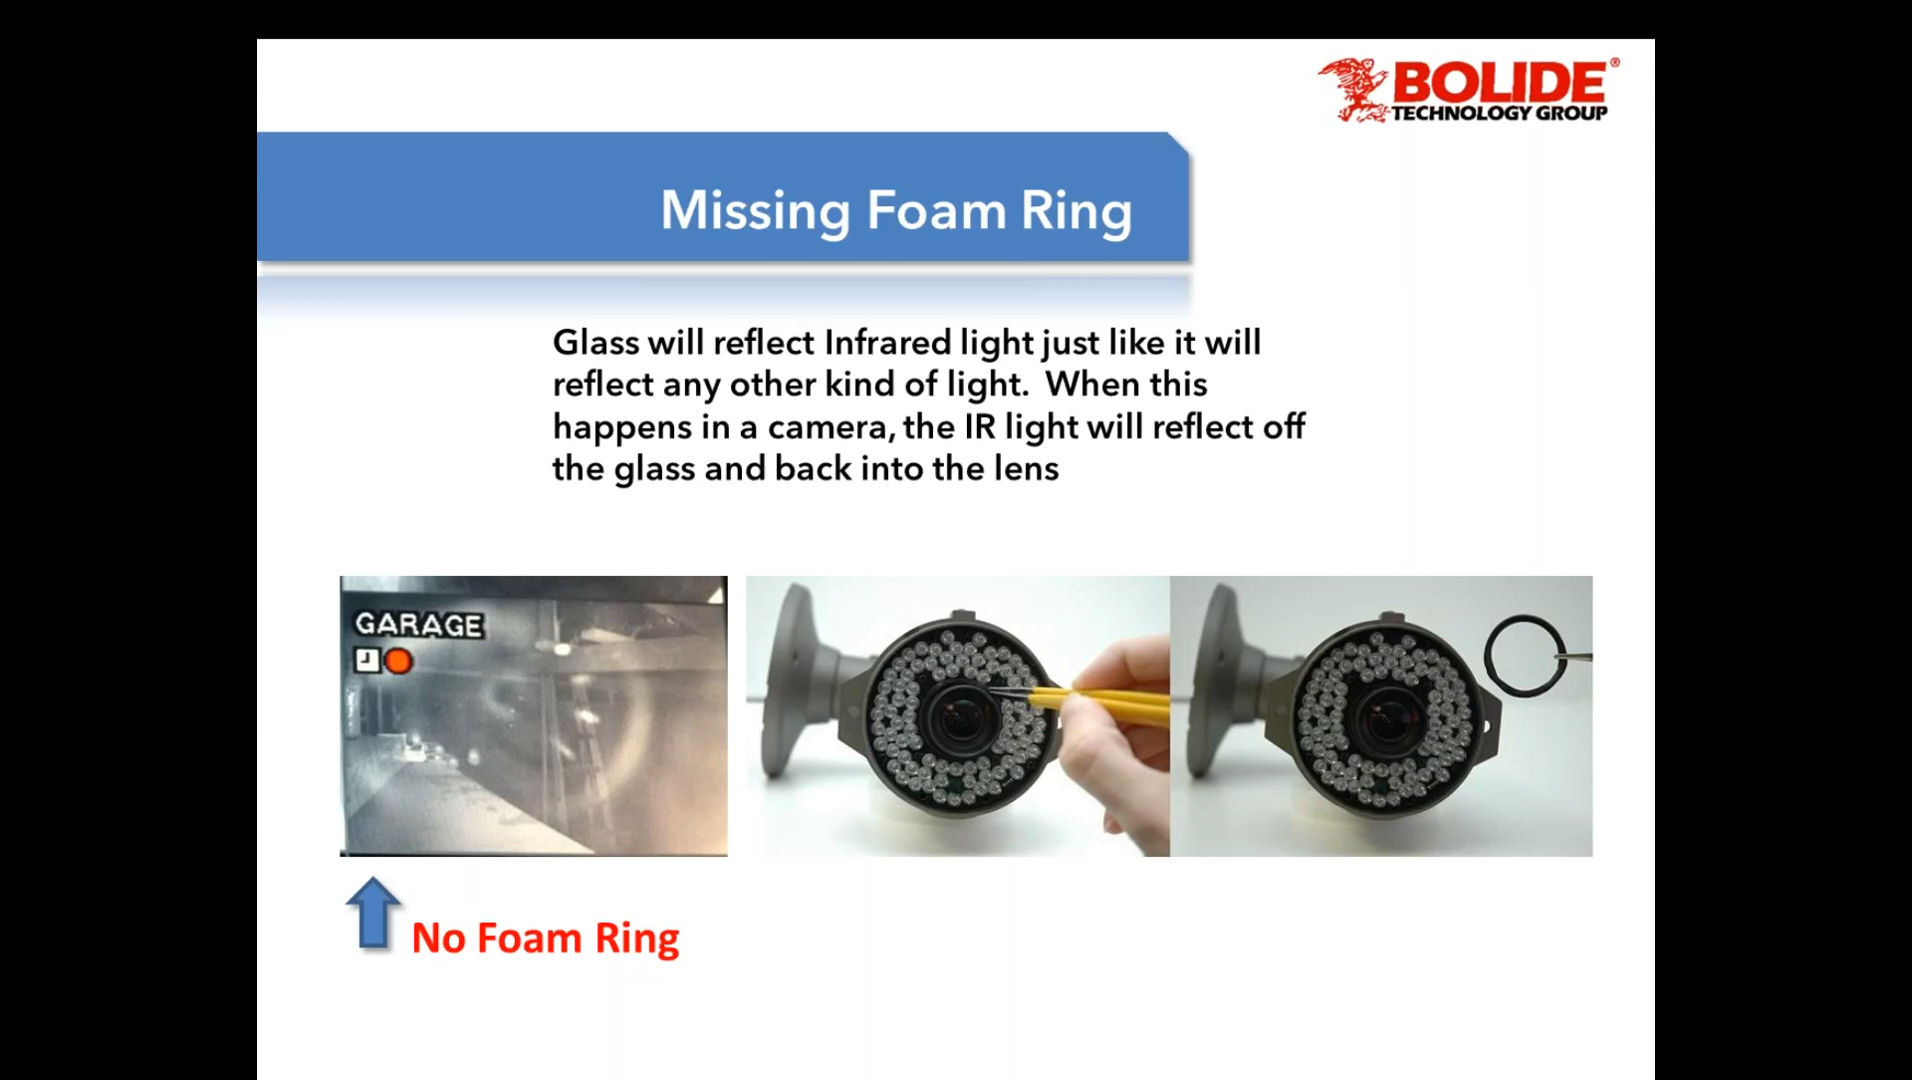 BOLIDE®
TECHNOLOGY GROUP
Missing Foam Ring
Glass will reflect Infrared light just like it will
reflect any other kind of light.  When this
happens in a camera, the IR light will reflect off
the glass and back into the lens
GARAGE
No Foam Ring